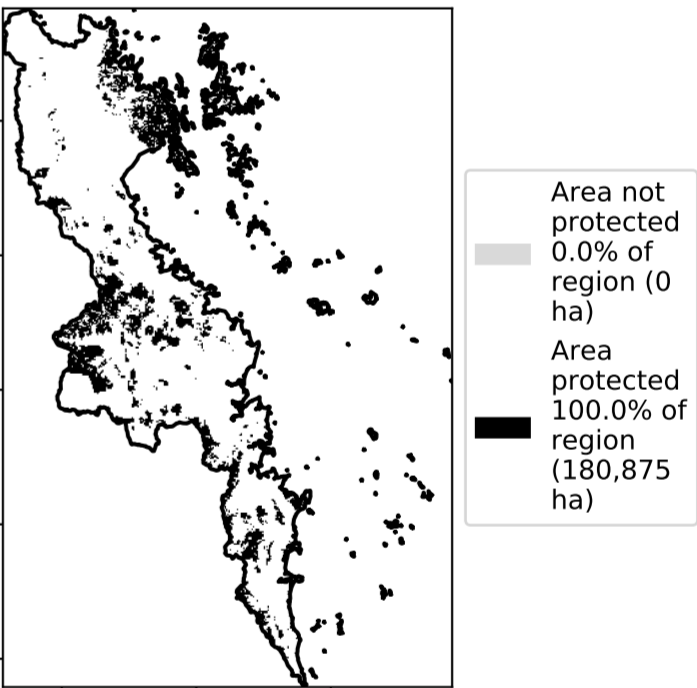 Area not
protected
0.0% of
region (0
ha)
Area
protected
100.0% of
region
(180,875
ha)